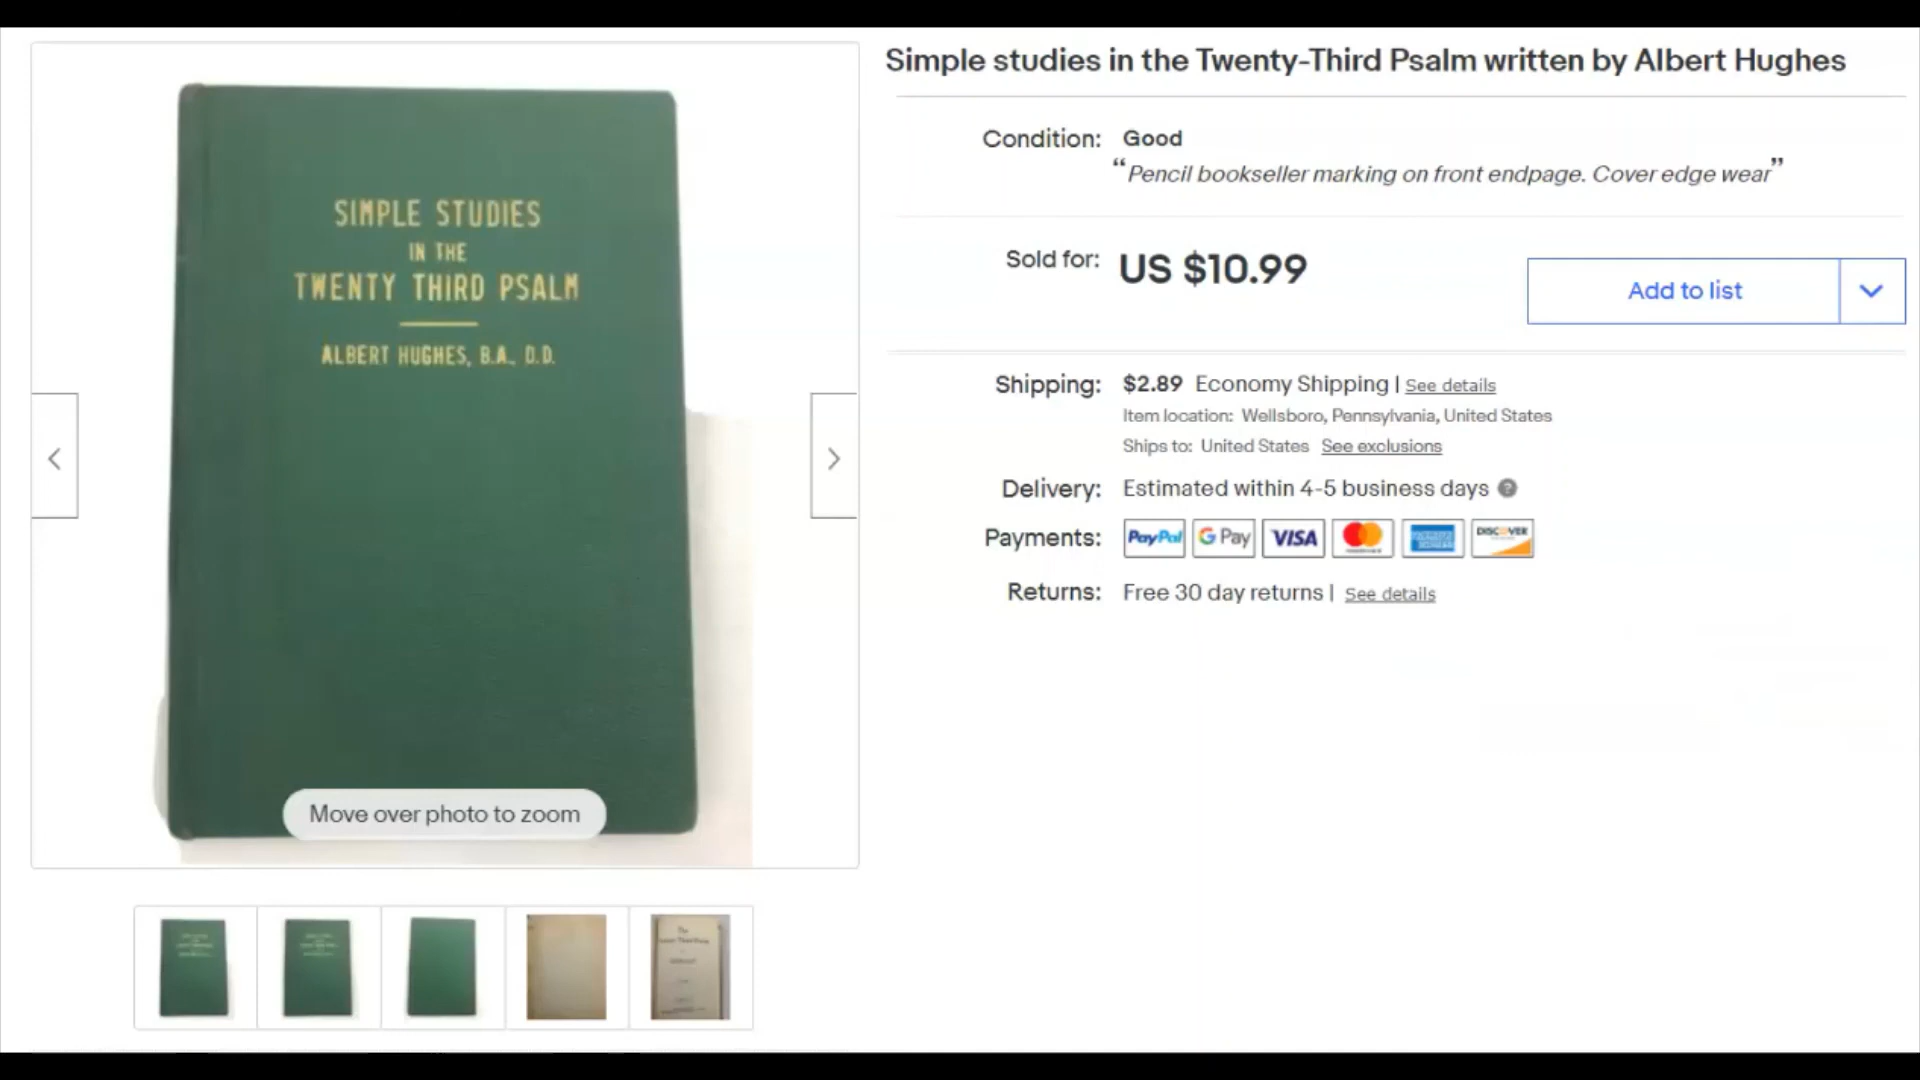 SIMPLE STUDIES
IN THE
TWENTY THIRD PSALM
ALBERT HUGHES, B.A., D.D.
Move over photo to zoom
Simple studies in the Twenty-Third Psalm written by Albert Hughes
Condition: Good
“Pencil bookseller marking on front endpage. Cover edge wear”
Sold for: US $10.99
Add to list
Shipping: $2.89 Economy Shipping | See details
Item location: Wellsboro, Pennsylvania, United States
Ships to: United States See exclusions
Delivery: Estimated within 4-5 business days ?
Payments: PayPal G Pay VISA mastercard AMERICAN EXPRESS DISCOVER
Returns: Free 30 day returns | See details